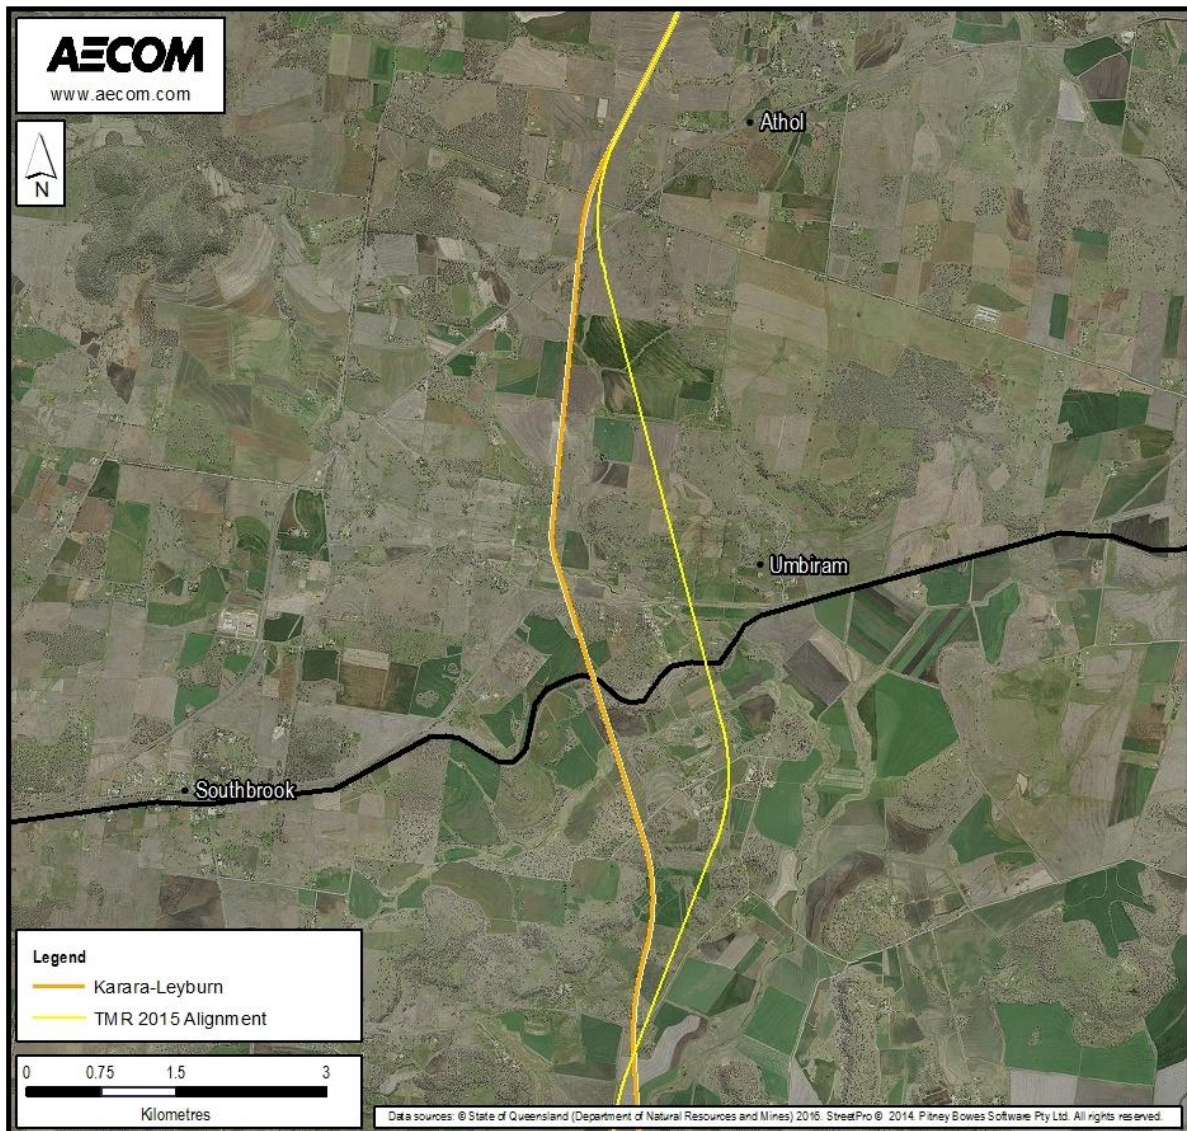 AECOM
www.aecom.com
N
Athol
Umbiram
Southbrook
Legend
Karara-Leyburn
TMR 2015 Alignment
0 0.75 1.5 3
Kilometres
Data sources: © State of Queensland (Department of Natural Resources and Mines) 2016. StreetPro © 2014 Pitney Bowes Software Pty Ltd. All rights reserved.